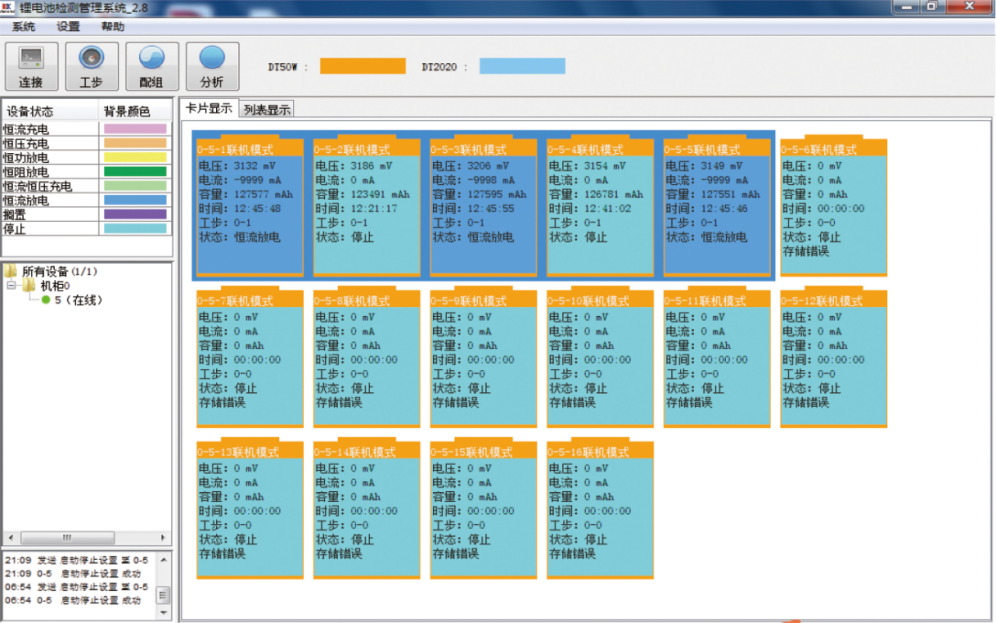 锂电池检测管理系统_2.8
系统 设置 帮助
连接 工步 配组 分析 DT50W : DT2020 :
设备状态 背景颜色
恒流充电
恒压充电
恒功放电
恒阻放电
恒流恒压充电
恒流放电
搁置
停止
所有设备(1/1)
机柜0
5 (在线)
21:09 发送 启动停止设置 至 0-5
21:09 0-5 启动停止设置 成功
06:54 发送 启动停止设置 至 0-5
06:54 0-5 启动停止设置 成功
卡片显示 列表显示
0-5-1联机模式
电压: 3132 mV
电流: -9999 mA
容量: 127577 mAh
时间: 12:45:48
工步: 0-1
状态: 恒流放电
0-5-2联机模式
电压: 3186 mV
电流: 0 mA
容量: 123491 mAh
时间: 12:21:17
工步: 0-1
状态: 停止
0-5-3联机模式
电压: 3206 mV
电流: -9998 mA
容量: 127595 mAh
时间: 12:45:55
工步: 0-1
状态: 恒流放电
0-5-4联机模式
电压: 3154 mV
电流: 0 mA
容量: 126781 mAh
时间: 12:41:02
工步: 0-1
状态: 停止
0-5-5联机模式
电压: 3149 mV
电流: -9999 mA
容量: 127551 mAh
时间: 12:45:46
工步: 0-1
状态: 恒流放电
0-5-6联机模式
电压: 0 mV
电流: 0 mA
容量: 0 mAh
时间: 00:00:00
工步: 0-0
状态: 停止
存储错误
0-5-7联机模式
电压: 0 mV
电流: 0 mA
容量: 0 mAh
时间: 00:00:00
工步: 0-0
状态: 停止
存储错误
0-5-8联机模式
电压: 0 mV
电流: 0 mA
容量: 0 mAh
时间: 00:00:00
工步: 0-0
状态: 停止
存储错误
0-5-9联机模式
电压: 0 mV
电流: 0 mA
容量: 0 mAh
时间: 00:00:00
工步: 0-0
状态: 停止
存储错误
0-5-10联机模式
电压: 0 mV
电流: 0 mA
容量: 0 mAh
时间: 00:00:00
工步: 0-0
状态: 停止
存储错误
0-5-11联机模式
电压: 0 mV
电流: 0 mA
容量: 0 mAh
时间: 00:00:00
工步: 0-0
状态: 停止
存储错误
0-5-12联机模式
电压: 0 mV
电流: 0 mA
容量: 0 mAh
时间: 00:00:00
工步: 0-0
状态: 停止
存储错误
0-5-13联机模式
电压: 0 mV
电流: 0 mA
容量: 0 mAh
时间: 00:00:00
工步: 0-0
状态: 停止
存储错误
0-5-14联机模式
电压: 0 mV
电流: 0 mA
容量: 0 mAh
时间: 00:00:00
工步: 0-0
状态: 停止
存储错误
0-5-15联机模式
电压: 0 mV
电流: 0 mA
容量: 0 mAh
时间: 00:00:00
工步: 0-0
状态: 停止
存储错误
0-5-16联机模式
电压: 0 mV
电流: 0 mA
容量: 0 mAh
时间: 00:00:00
工步: 0-0
状态: 停止
存储错误